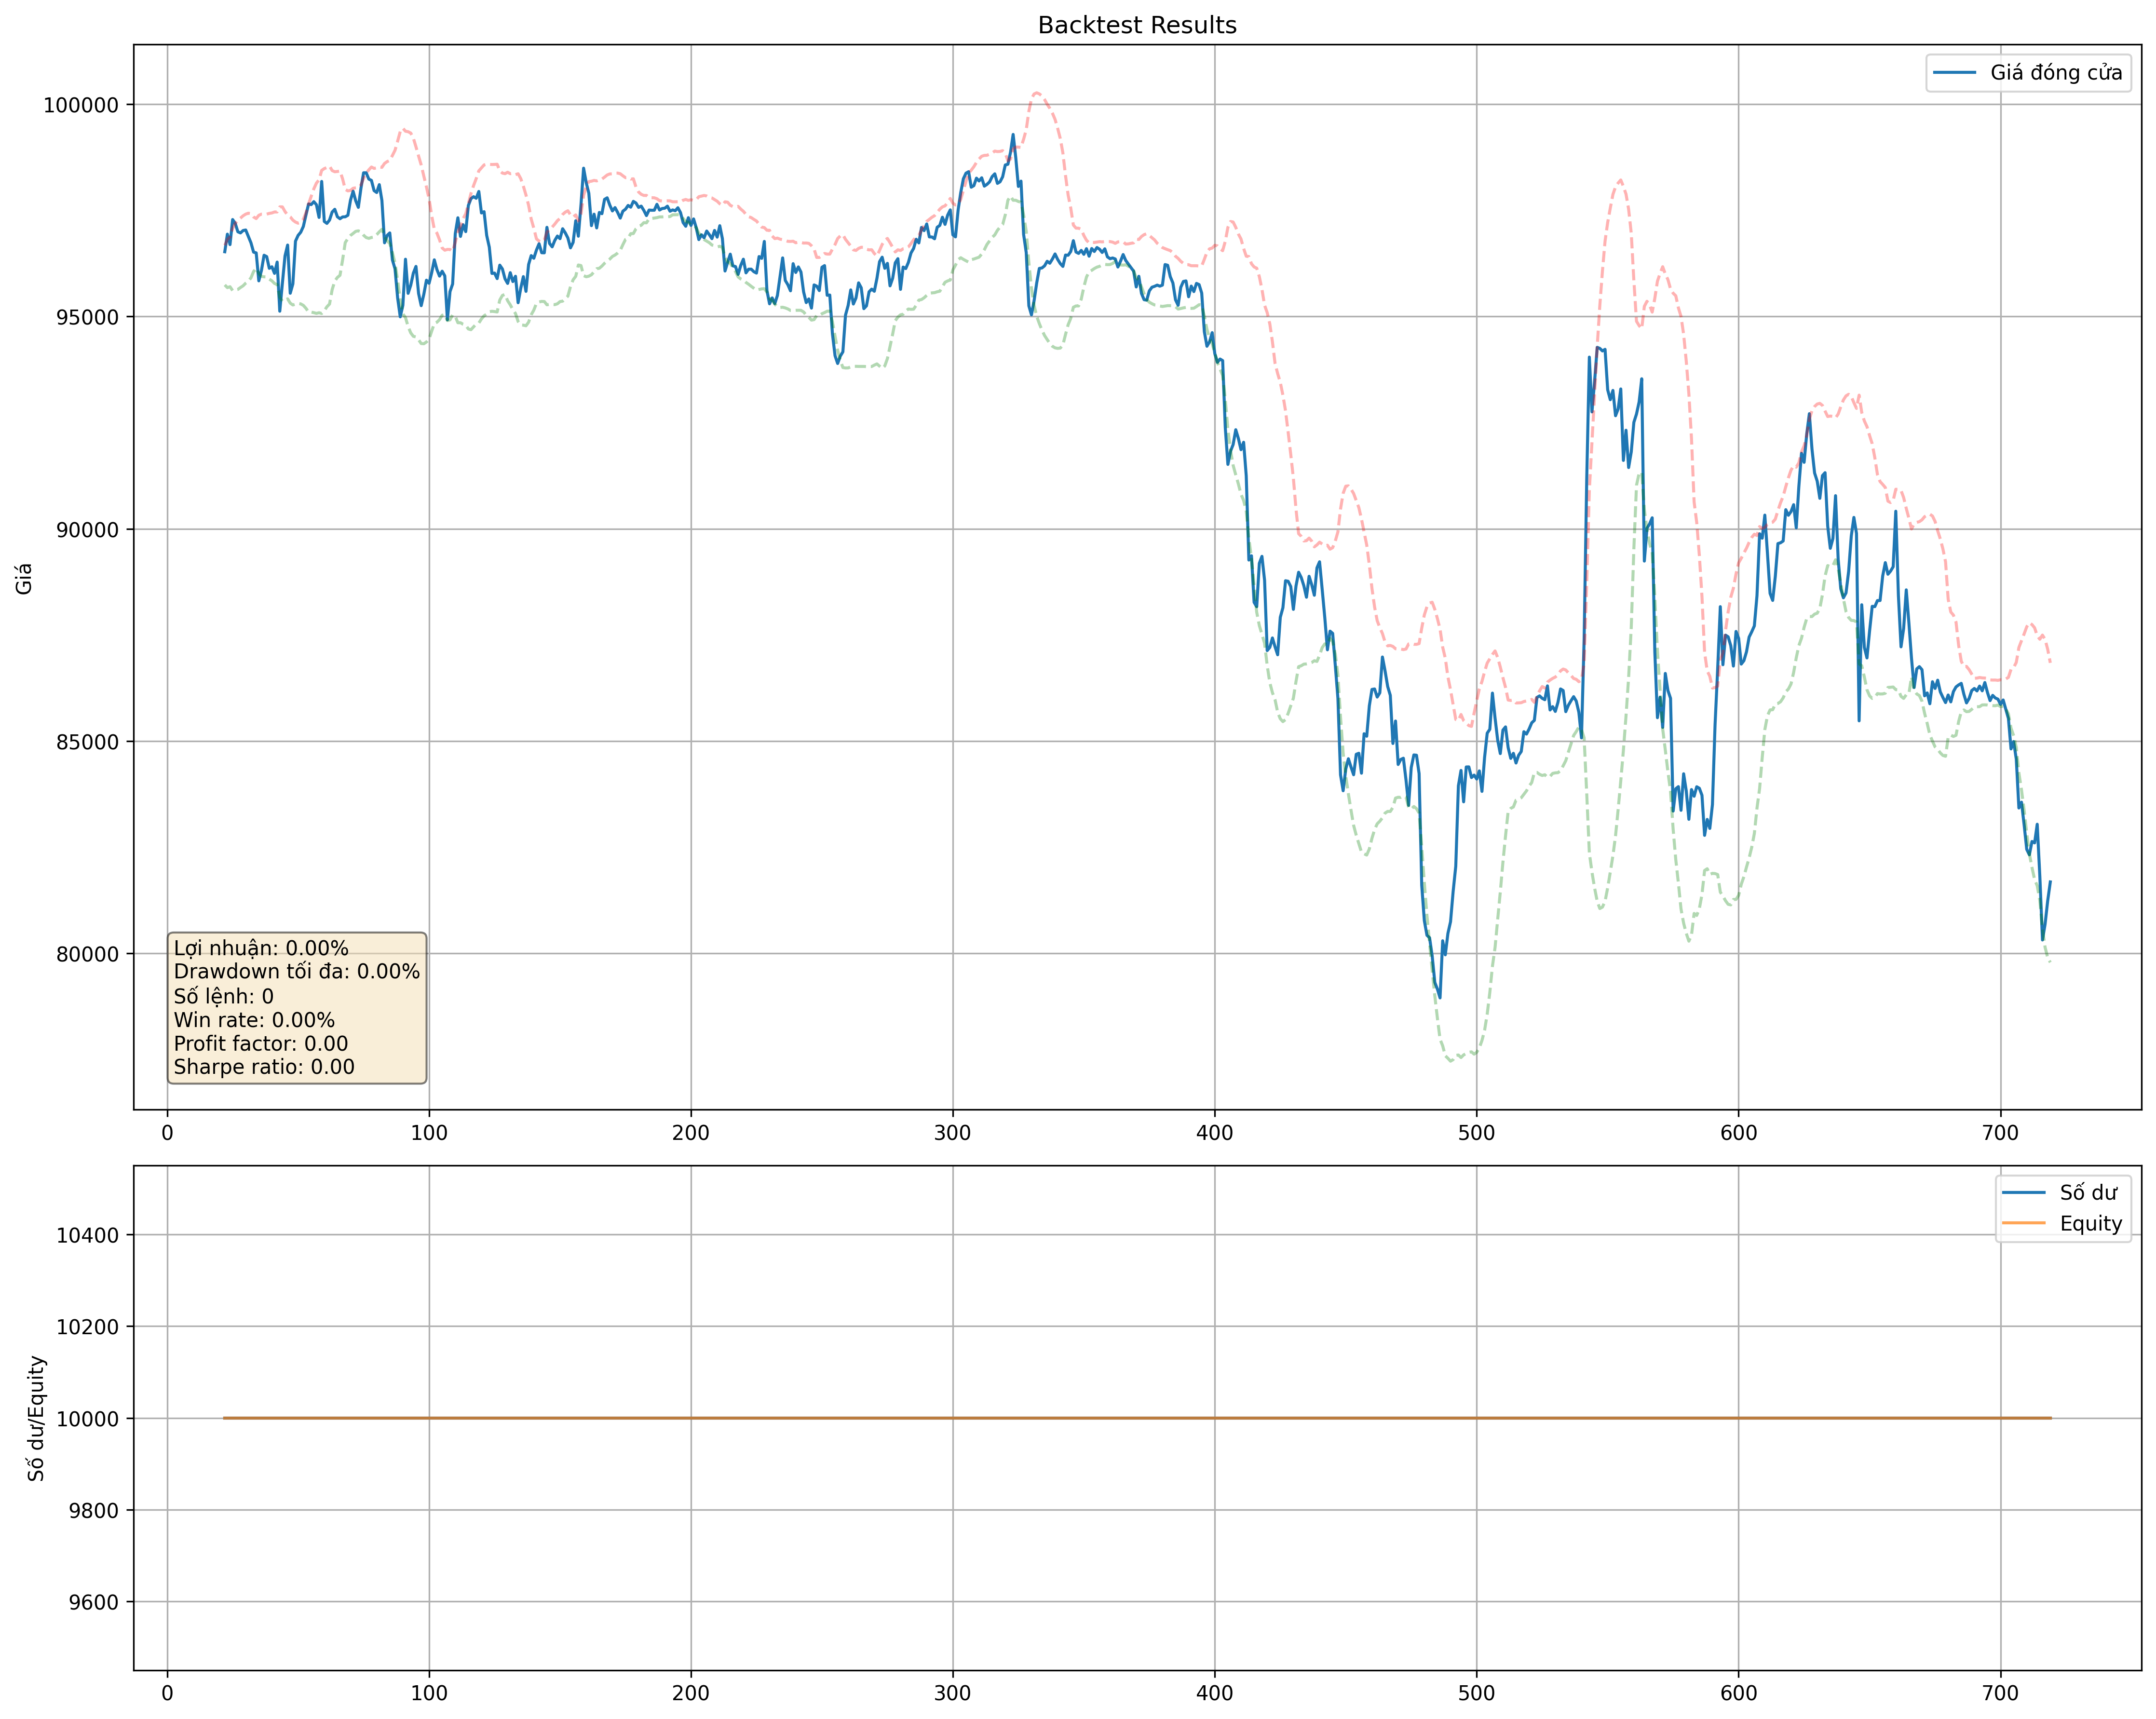 Backtest Results
Giá đóng cửa
Giá
100000
95000
90000
85000
80000
Lợi nhuận: 0.00%
Drawdown tối đa: 0.00%
Số lệnh: 0
Win rate: 0.00%
Profit factor: 0.00
Sharpe ratio: 0.00
0 100 200 300 400 500 600 700
Số dư
Equity
Số dư/Equity
10400
10200
10000
9800
9600
0 100 200 300 400 500 600 700